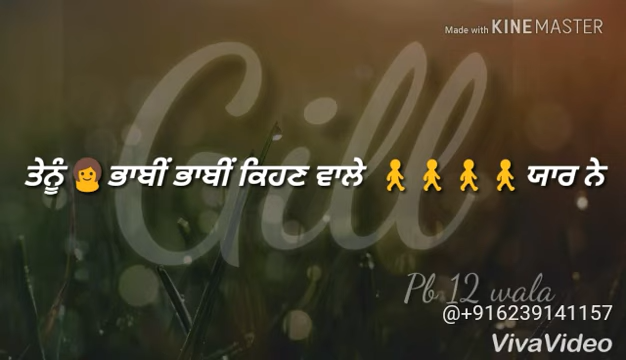 Made with KINEMASTER
Gill
ਤੇਨੂੰ 👩 ਭਾਬੀਂ ਭਾਬੀਂ ਕਿਹਣ ਵਾਲੇ 🚶🚶🚶🚶 ਯਾਰ ਨੇ
Pb 12 wala
@+916239141157
VivaVideo